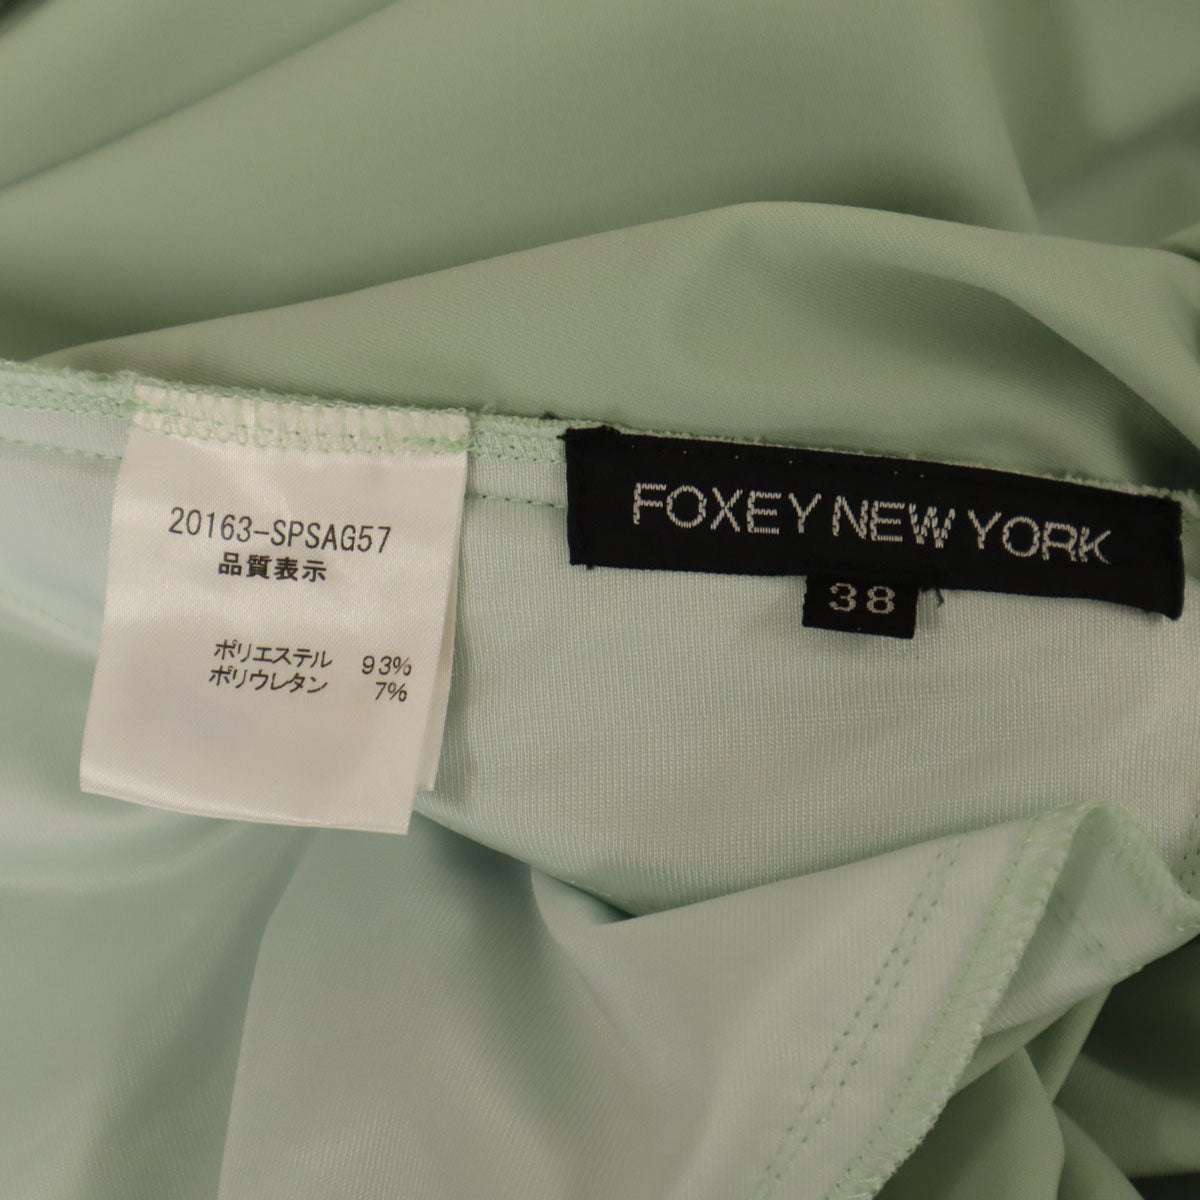 20163-SPSAG57
品質表示
ポリエステル 93%
ポリウレタン 7%
FOXEY NEW YORK
38